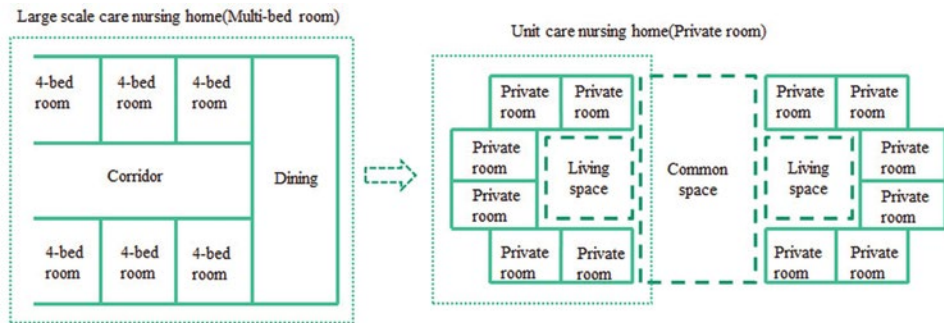 Large scale care nursing home(Multi-bed room)
4-bed
room
4-bed
room
4-bed
room
Corridor
Dining
4-bed
room
4-bed
room
4-bed
room
Unit care nursing home(Private room)
Private
room
Private
room
Private
room
Private
room
Living
space
Private
room
Private
room
Common
space
Private
room
Private
room
Living
space
Private
room
Private
room
Private
room
Private
room